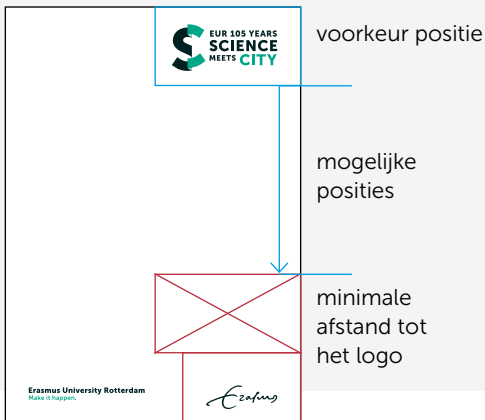 EUR 105 YEARS
SCIENCE
MEETS CITY
voorkeur positie
mogelijke
posities
minimale
afstand tot
het logo
Erasmus University Rotterdam
Make it happen.
Erasmus